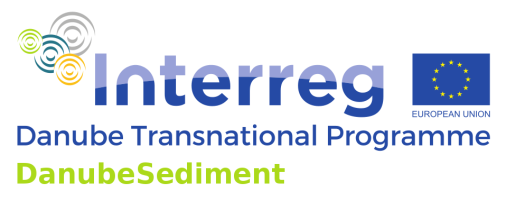 Interreg
EUROPEAN UNION
Danube Transnational Programme
DanubeSediment